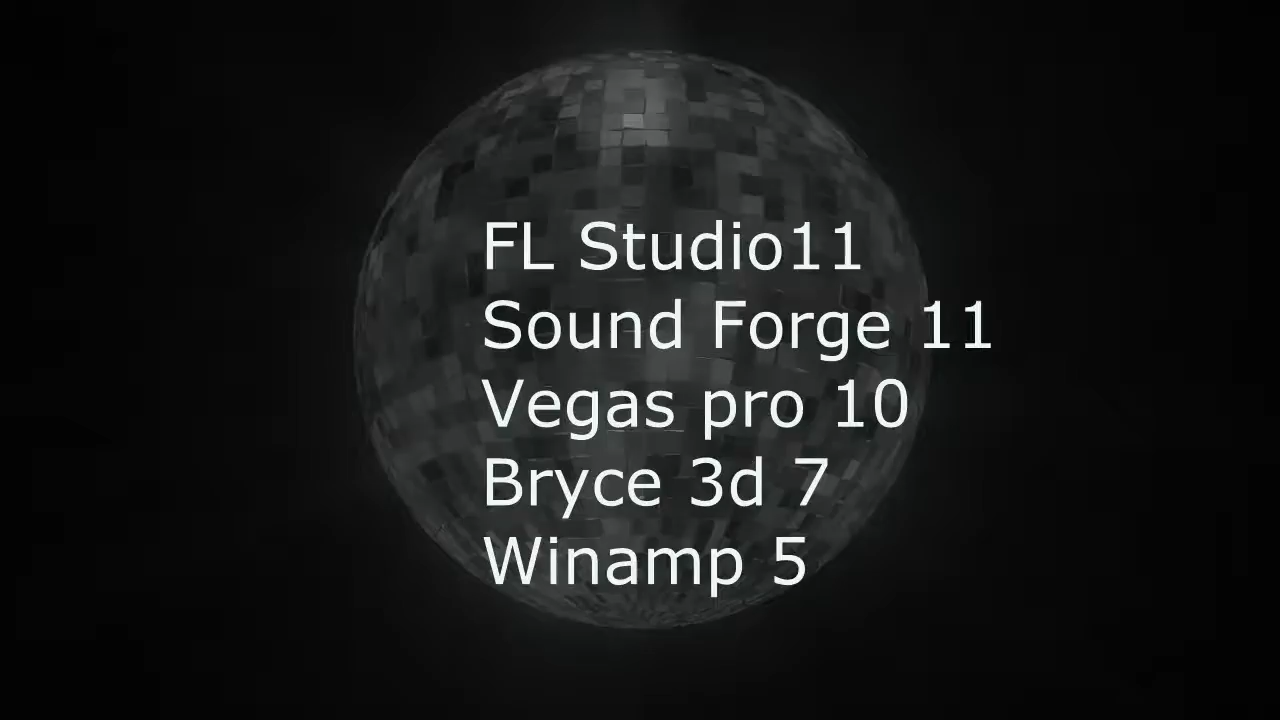 FL Studio11
Sound Forge 11
Vegas pro 10
Bryce 3d 7
Winamp 5